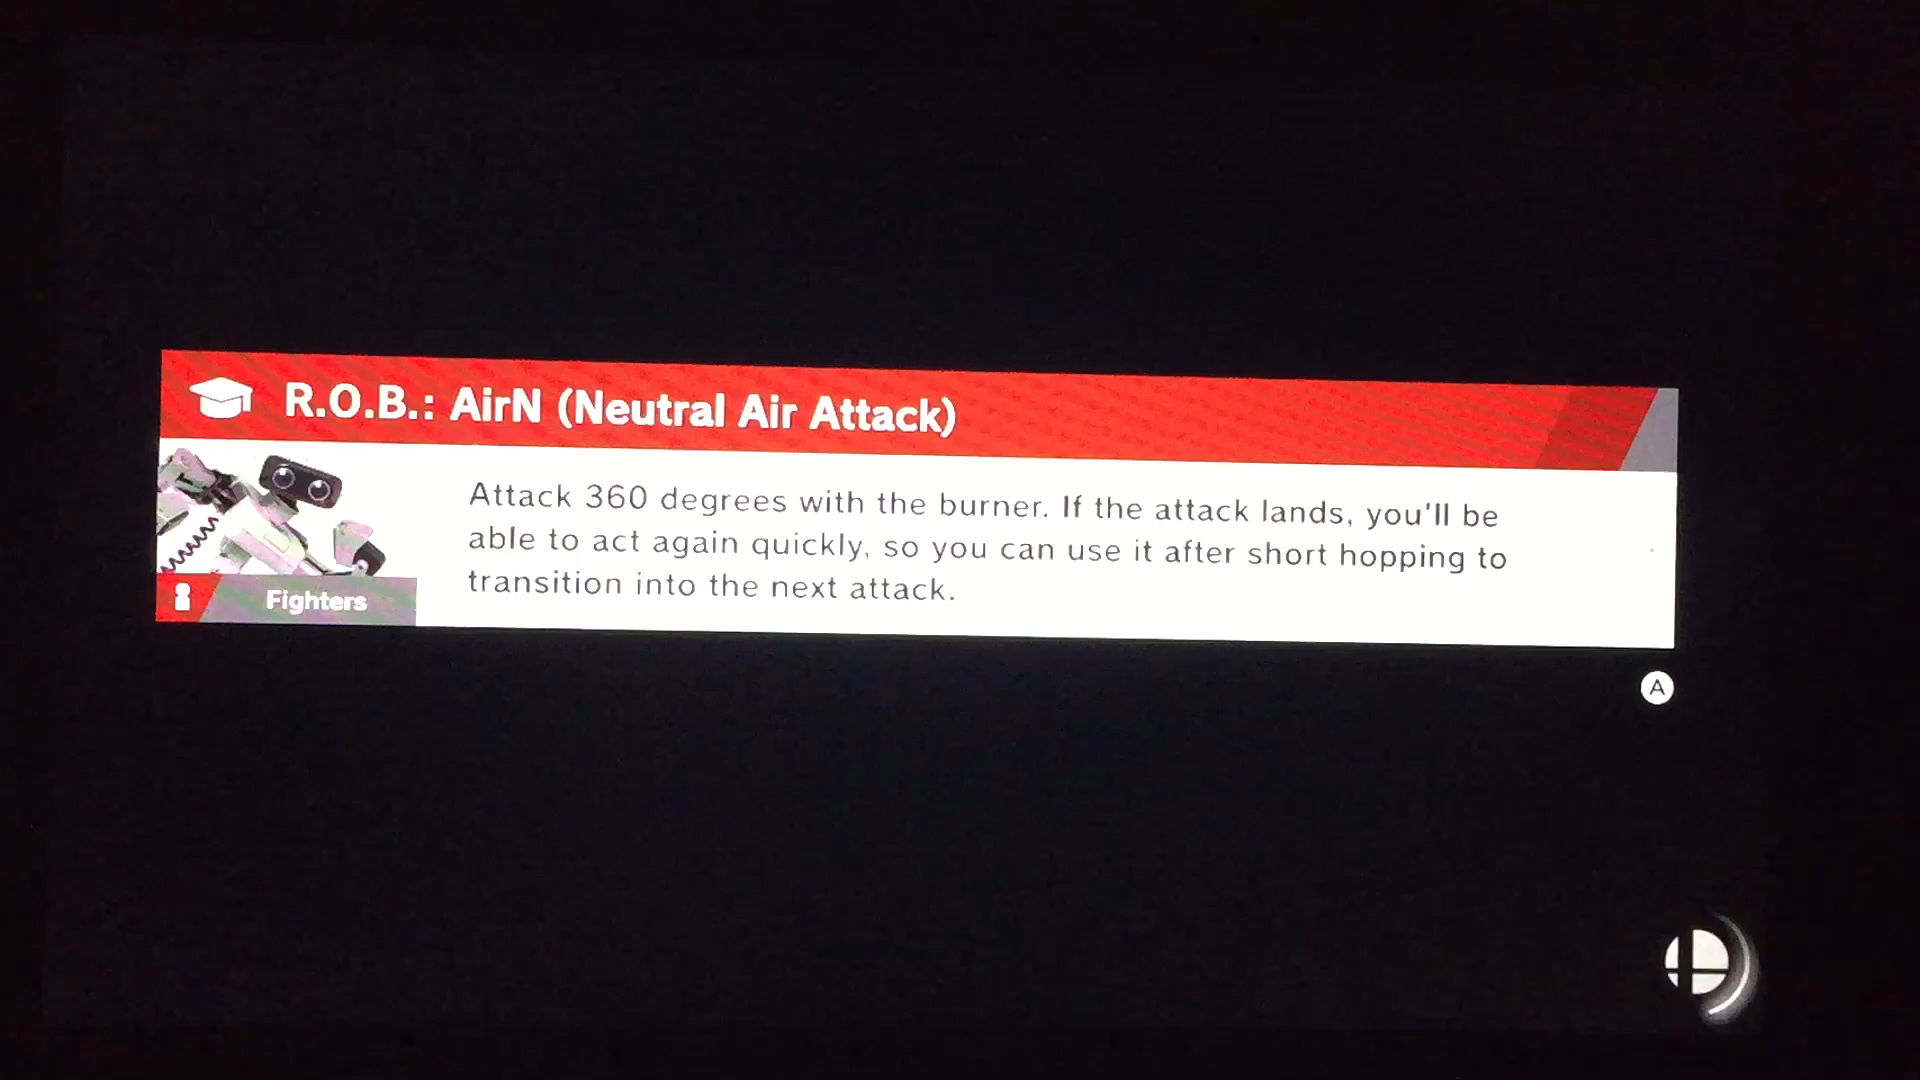 R.O.B.: AirN (Neutral Air Attack)
Attack 360 degrees with the burner. If the attack lands, you'll be
able to act again quickly, so you can use it after short hopping to
transition into the next attack.
Fighters
A